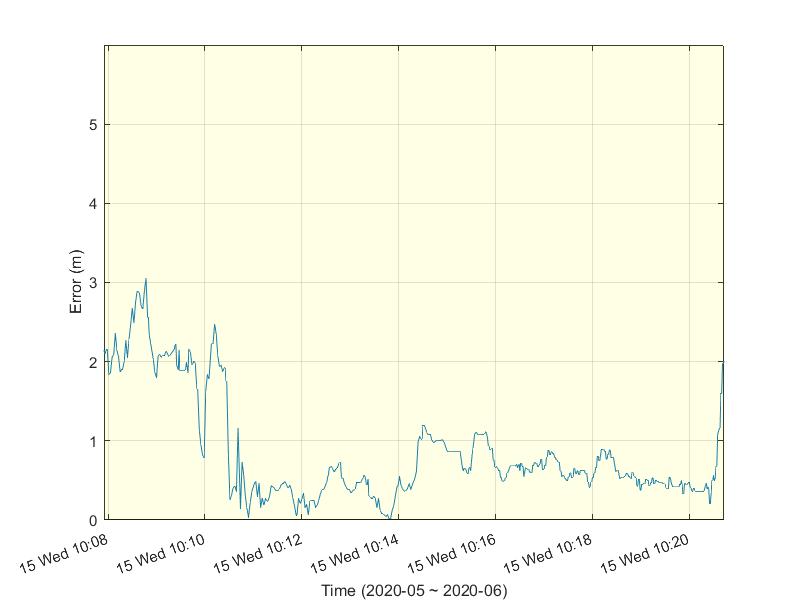 5
4
3
2
1
0
Error (m)
15 Wed 10:08
15 Wed 10:10
15 Wed 10:12
15 Wed 10:14
15 Wed 10:16
15 Wed 10:18
15 Wed 10:20
Time (2020-05 ~ 2020-06)